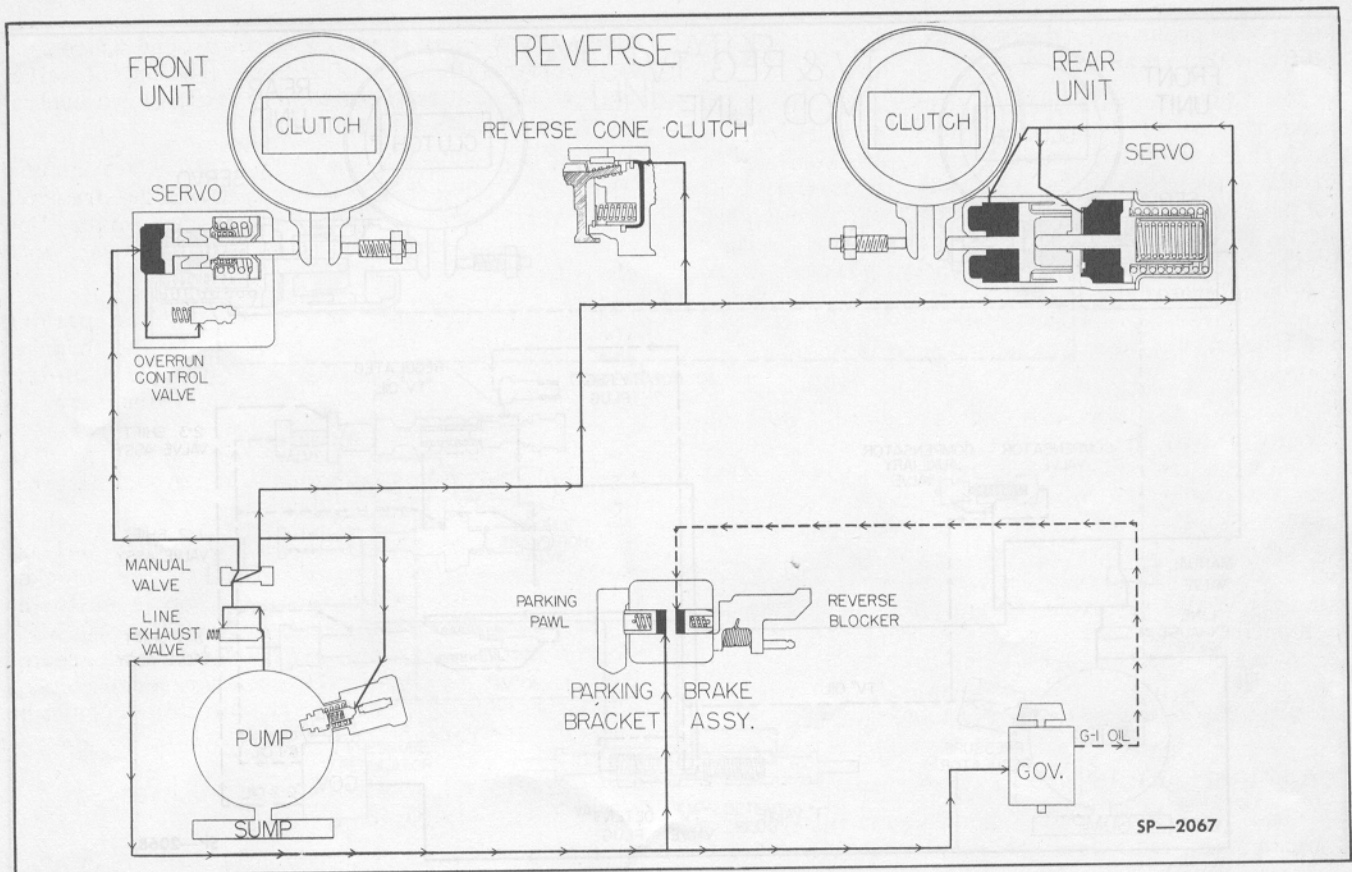 REVERSE
FRONT
UNIT
CLUTCH
REVERSE CONE CLUTCH
CLUTCH
REAR
UNIT
SERVO
SERVO
OVERRUN
CONTROL
VALVE
MANUAL
VALVE
LINE
EXHAUST
VALVE
PARKING
PAWL
REVERSE
BLOCKER
PARKING BRAKE
BRACKET ASSY.
PUMP
SUMP
G-1 OIL
GOV.
SP—2067